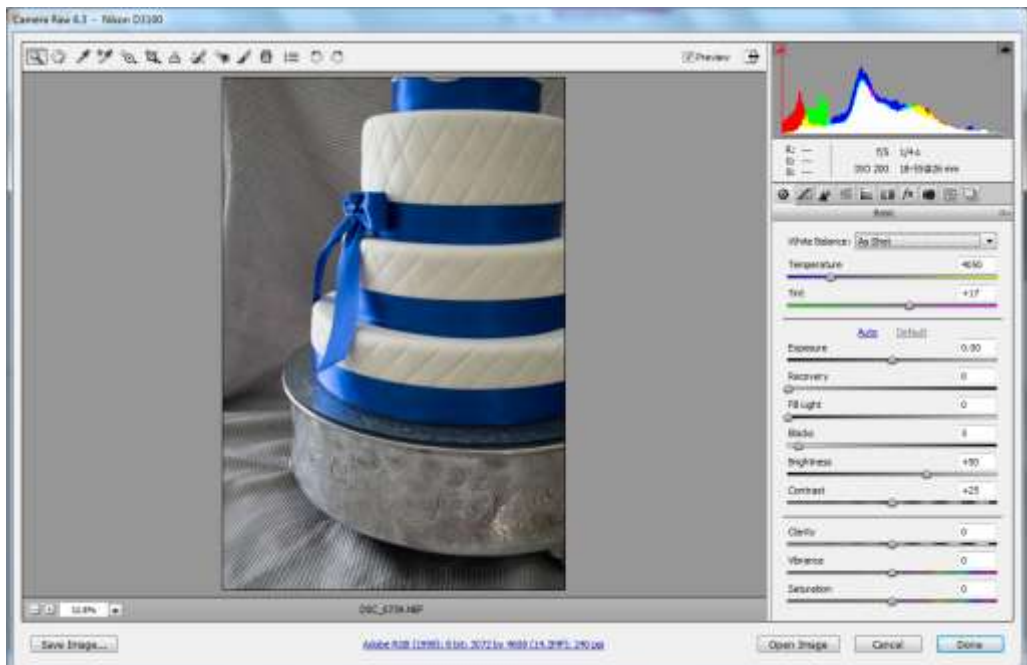 Camera Raw 6.3 - Nikon D3100
Preview
R: ---
G: ---
B: ---
f/5 1/4 s
ISO 200 18-55@26 mm
Basic
White Balance: As Shot
Temperature
Tint +17
Auto Default
Exposure 0.00
Recovery 0
Fill Light 0
Blacks
Brightness +50
Contrast +25
Clarity 0
Vibrance 0
Saturation 0
Save Image...
Open Image
Cancel
Done